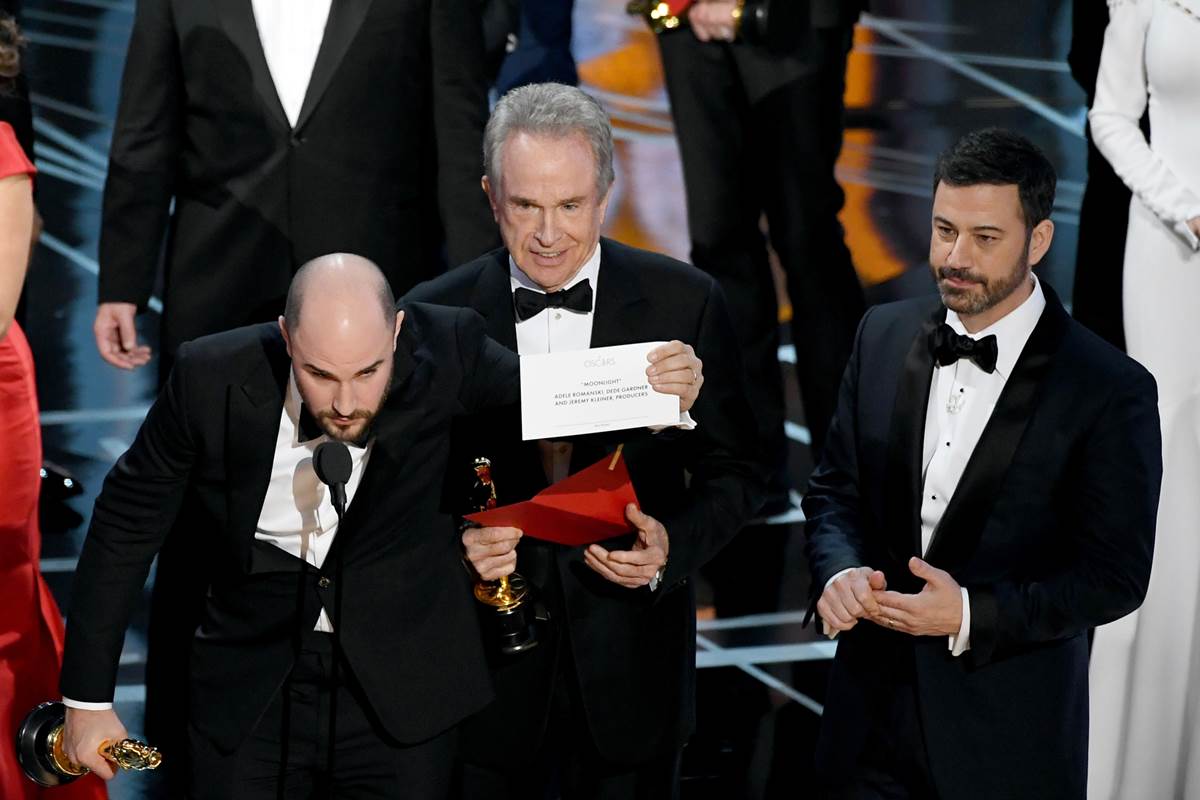 OSCARS
"MOONLIGHT"
ADELE ROMANSKI, DEDE GARDNER
AND JEREMY KLEINER, PRODUCERS